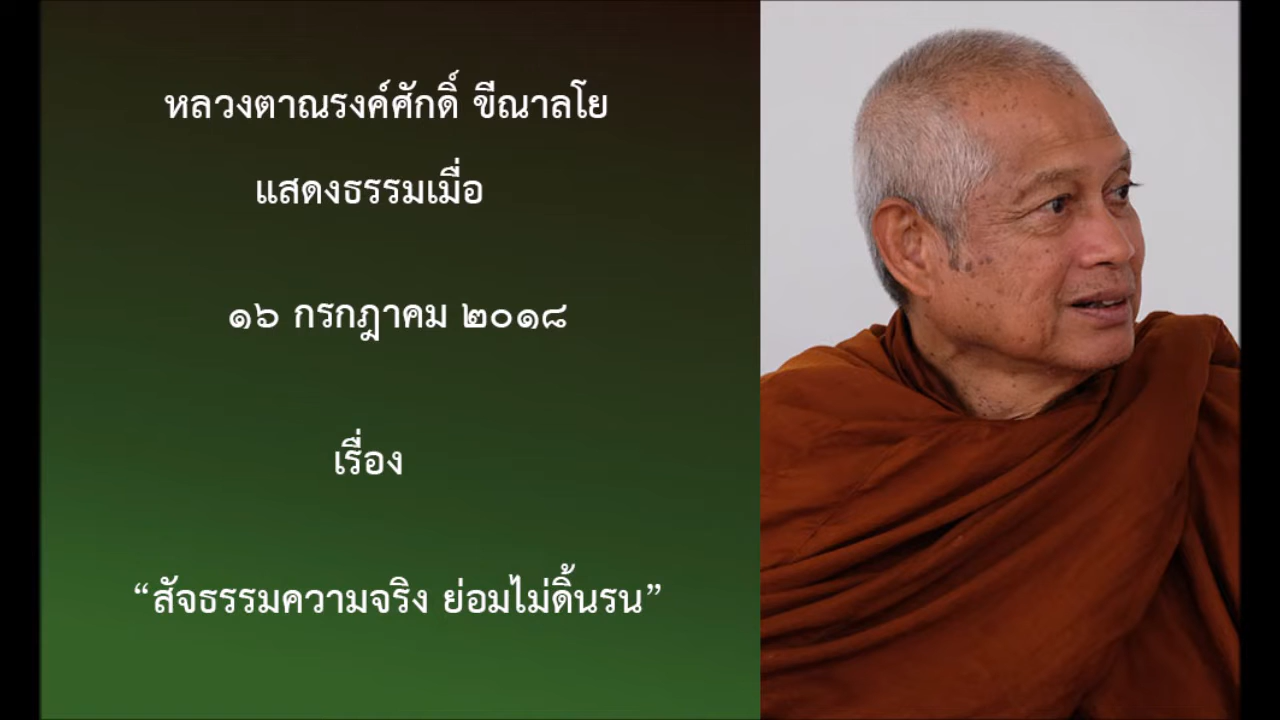 หลวงตาณรงค์ศักดิ์ ขีณาลโย
แสดงธรรมเมื่อ
๑๖ กรกฎาคม ๒๐๑๘
เรื่อง
“สัจธรรมความจริง ย่อมไม่ดิ้นรน”